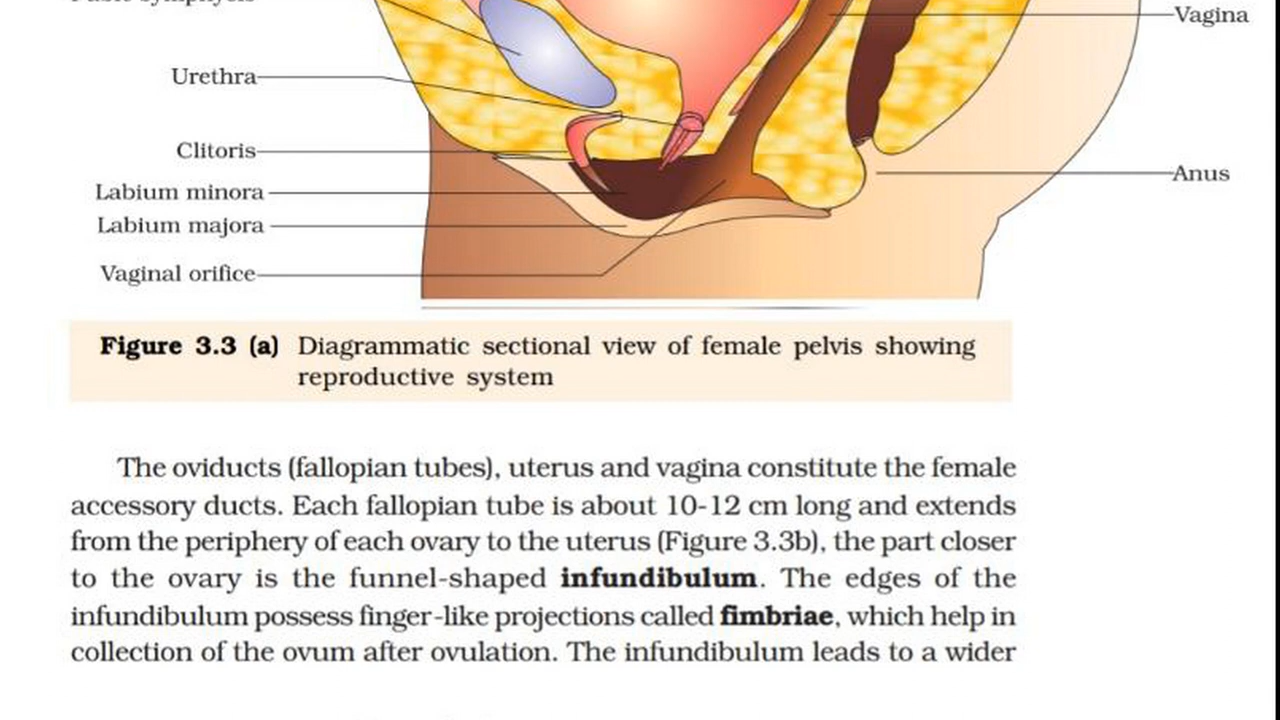 Vagina
Urethra
Clitoris
Anus
Labium minora
Labium majora
Vaginal orifice
Figure 3.3 (a) Diagrammatic sectional view of female pelvis showing
reproductive system
The oviducts (fallopian tubes), uterus and vagina constitute the female
accessory ducts. Each fallopian tube is about 10-12 cm long and extends
from the periphery of each ovary to the uterus (Figure 3.3b), the part closer
to the ovary is the funnel-shaped infundibulum. The edges of the
infundibulum possess finger-like projections called fimbriae, which help in
collection of the ovum after ovulation. The infundibulum leads to a wider